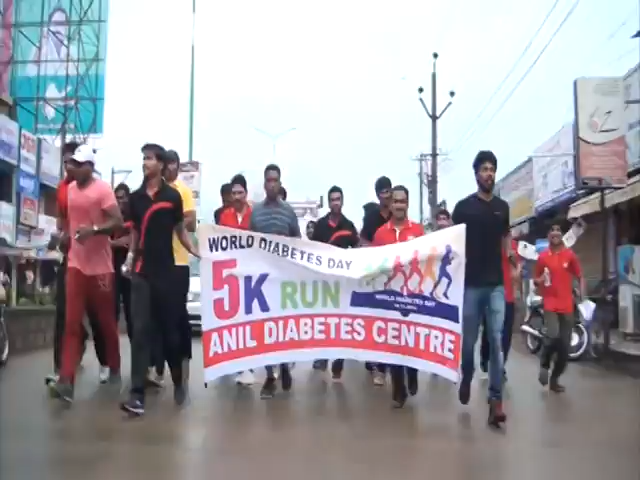 WORLD DIABETES DAY
5K RUN
WORLD DIABETES DAY
ANIL DIABETES CENTRE